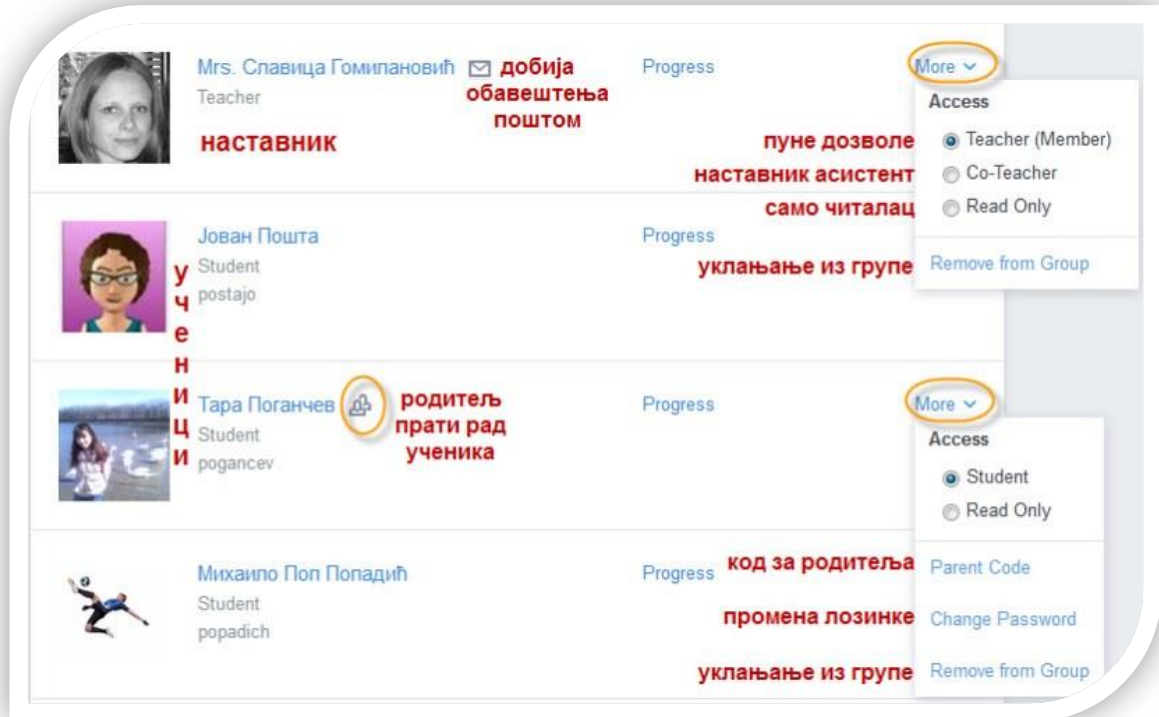 Mrs. Славица Гомилановић добија Progress More
Teacher обавештења
поштом
Access
наставник
пуне дозволе Teacher (Member)
наставник асистент Co-Teacher
само читалац Read Only
Јован Пошта Progress
Student
postajo
уклањање из групе Remove from Group
ученици
Тара Поганчев родитељ Progress More
Student прати рад
pogancev ученика
Access
Student
Read Only
Михаило Поп Попадић Progress код за родитеља Parent Code
Student
popadich
промена лозинке Change Password
уклањање из групе Remove from Group